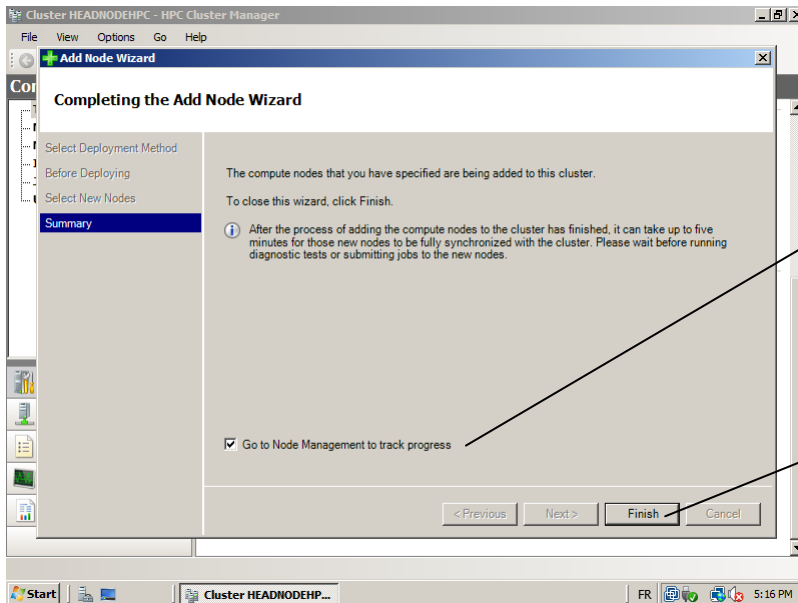 Cluster HEADNODEHPC - HPC Cluster Manager
File View Options Go Help
Add Node Wizard
Completing the Add Node Wizard
Select Deployment Method
Before Deploying
Select New Nodes
Summary
The compute nodes that you have specified are being added to this cluster.
To close this wizard, click Finish.
After the process of adding the compute nodes to the cluster has finished, it can take up to five
minutes for those new nodes to be fully synchronized with the cluster. Please wait before running
diagnostic tests or submitting jobs to the new nodes.
Go to Node Management to track progress
< Previous Next > Finish Cancel
Start Cluster HEADNODEHP... FR 5:16 PM